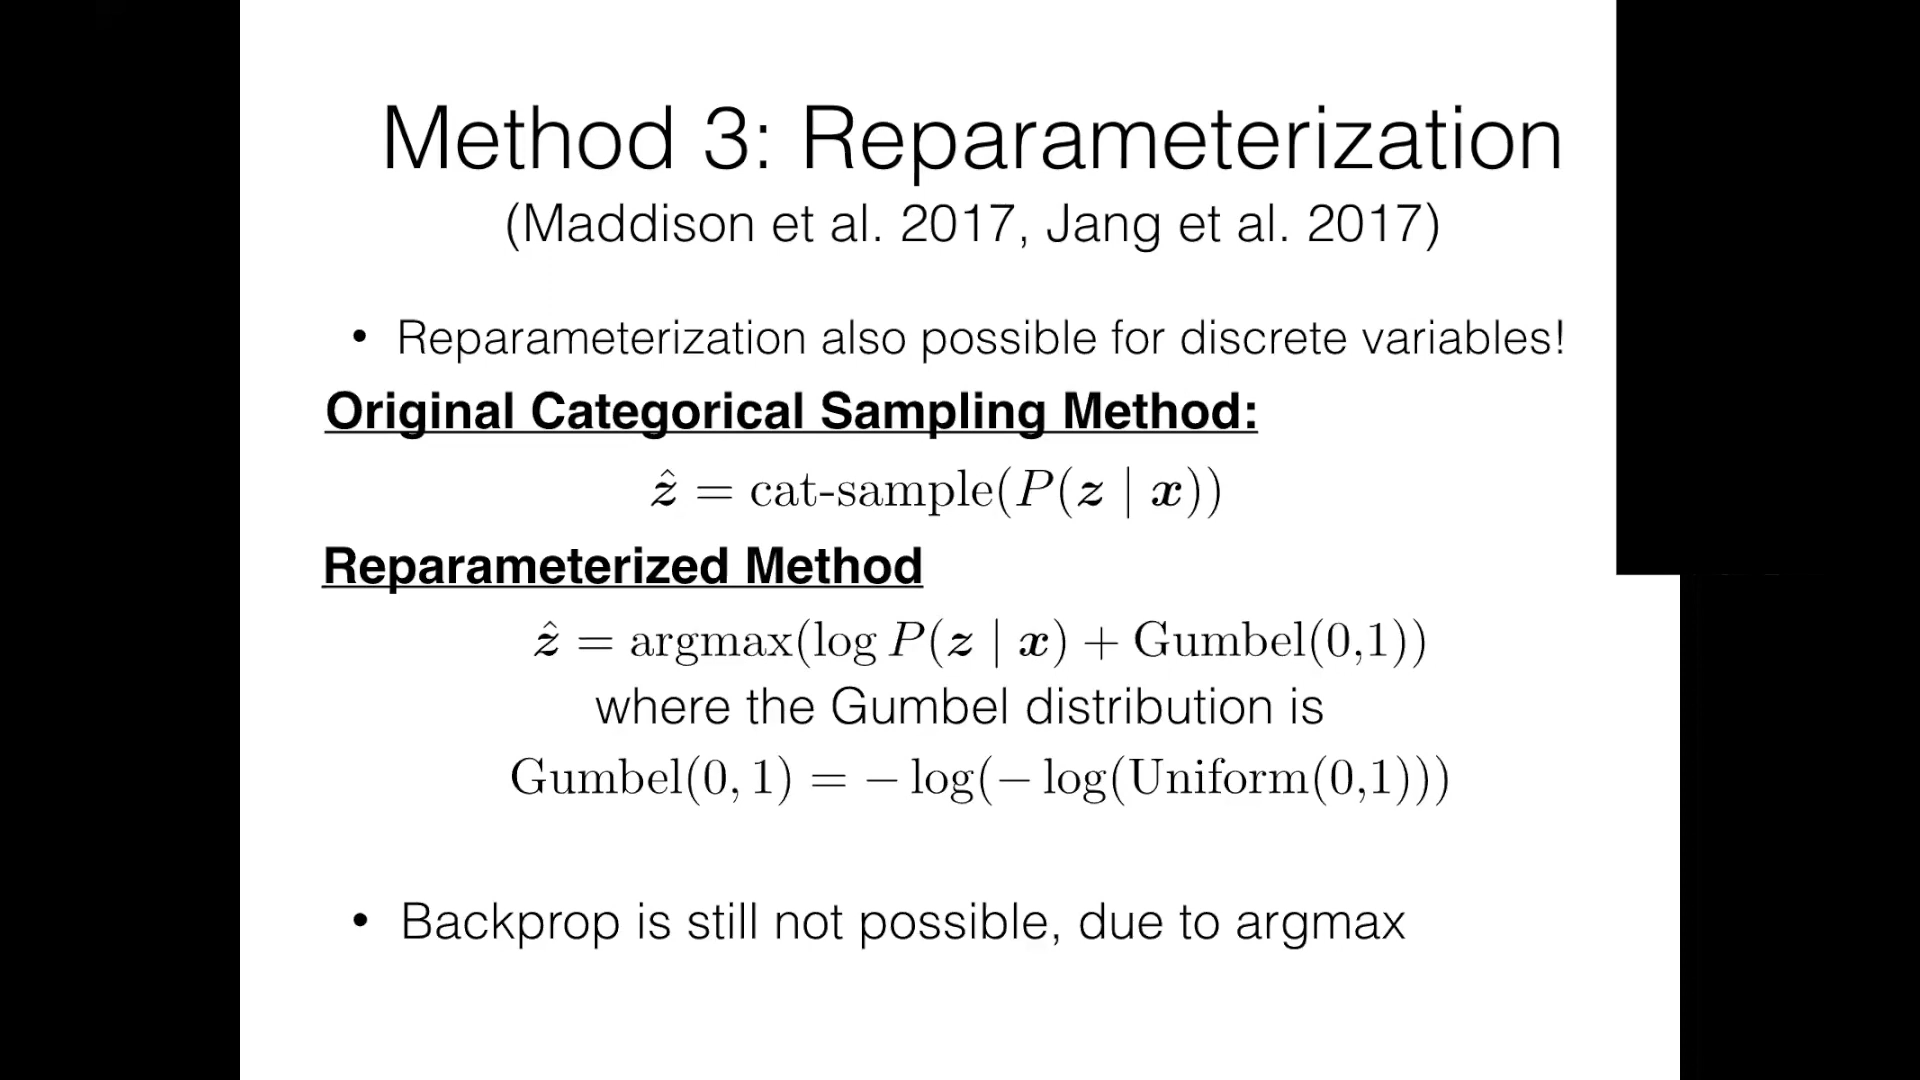 Method 3: Reparameterization
(Maddison et al. 2017, Jang et al. 2017)
• Reparameterization also possible for discrete variables!
Original Categorical Sampling Method:
ẑ = cat-sample(P(z | x))
Reparameterized Method
ẑ = argmax(log P(z | x) + Gumbel(0,1))
where the Gumbel distribution is
Gumbel(0, 1) = − log(− log(Uniform(0,1)))
• Backprop is still not possible, due to argmax